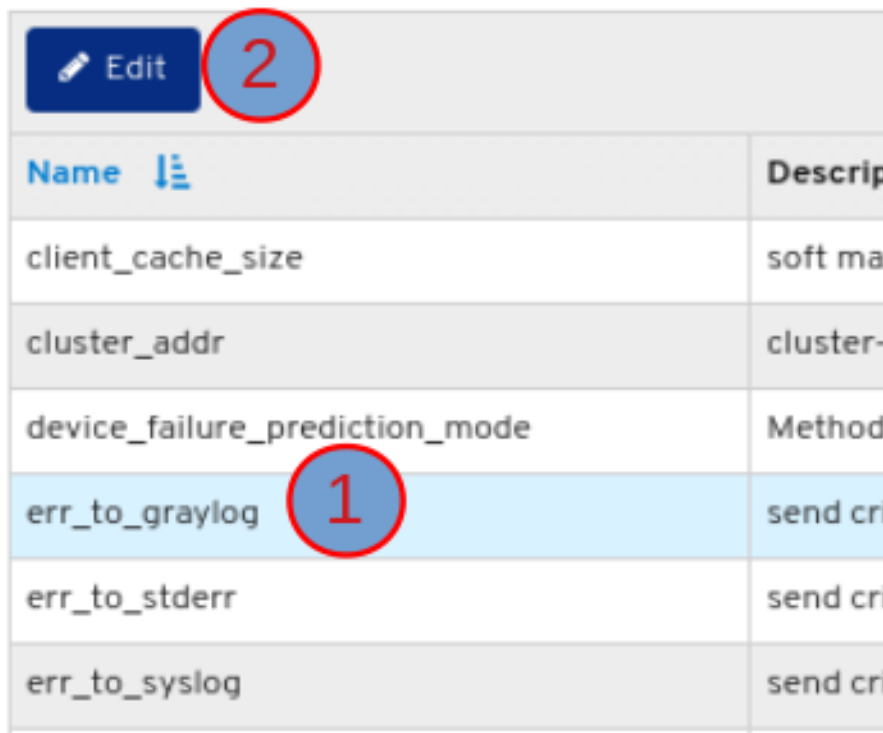 Edit 2
Name Descrip
client_cache_size soft ma
cluster_addr cluster-
device_failure_prediction_mode Method
err_to_graylog 1 send cri
err_to_stderr send cri
err_to_syslog send cri